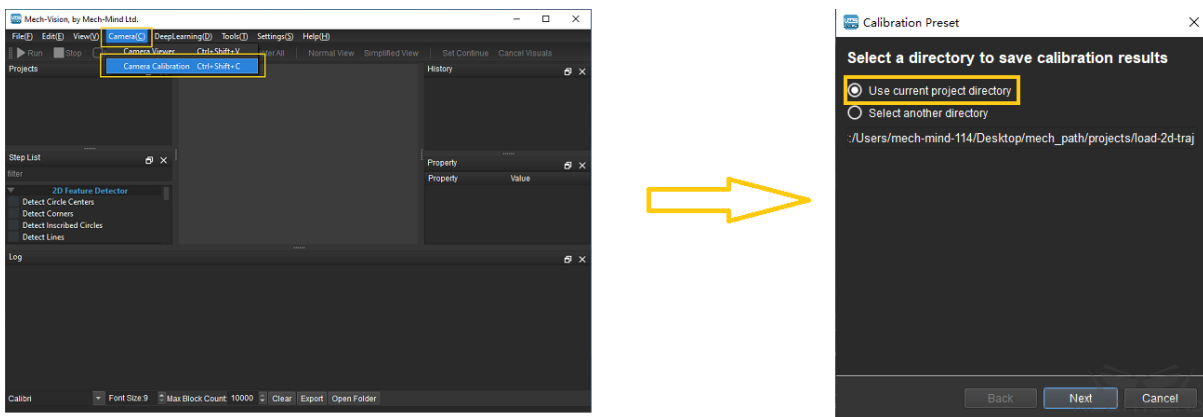 Mech-Vision, by Mech-Mind Ltd.
File(F) Edit(E) View(V) Camera(C) DeepLearning(D) Tools(T) Settings(S) Help(H)
Run Stop Camera Viewer Ctrl+Shift+V Normal View Simplified View Set Continue Cancel Visuals
Camera Calibration Ctrl+Shift+C
Projects
History
Step List
filter
2D Feature Detector
Detect Circle Centers
Detect Corners
Detect Inscribed Circles
Detect Lines
Property
Property Value
Log
Calibri Font Size:9 Max Block Count: 10000 Clear Export Open Folder
Calibration Preset
Select a directory to save calibration results
Use current project directory
Select another directory
:/Users/mech-mind-114/Desktop/mech_path/projects/load-2d-traj
Back Next Cancel